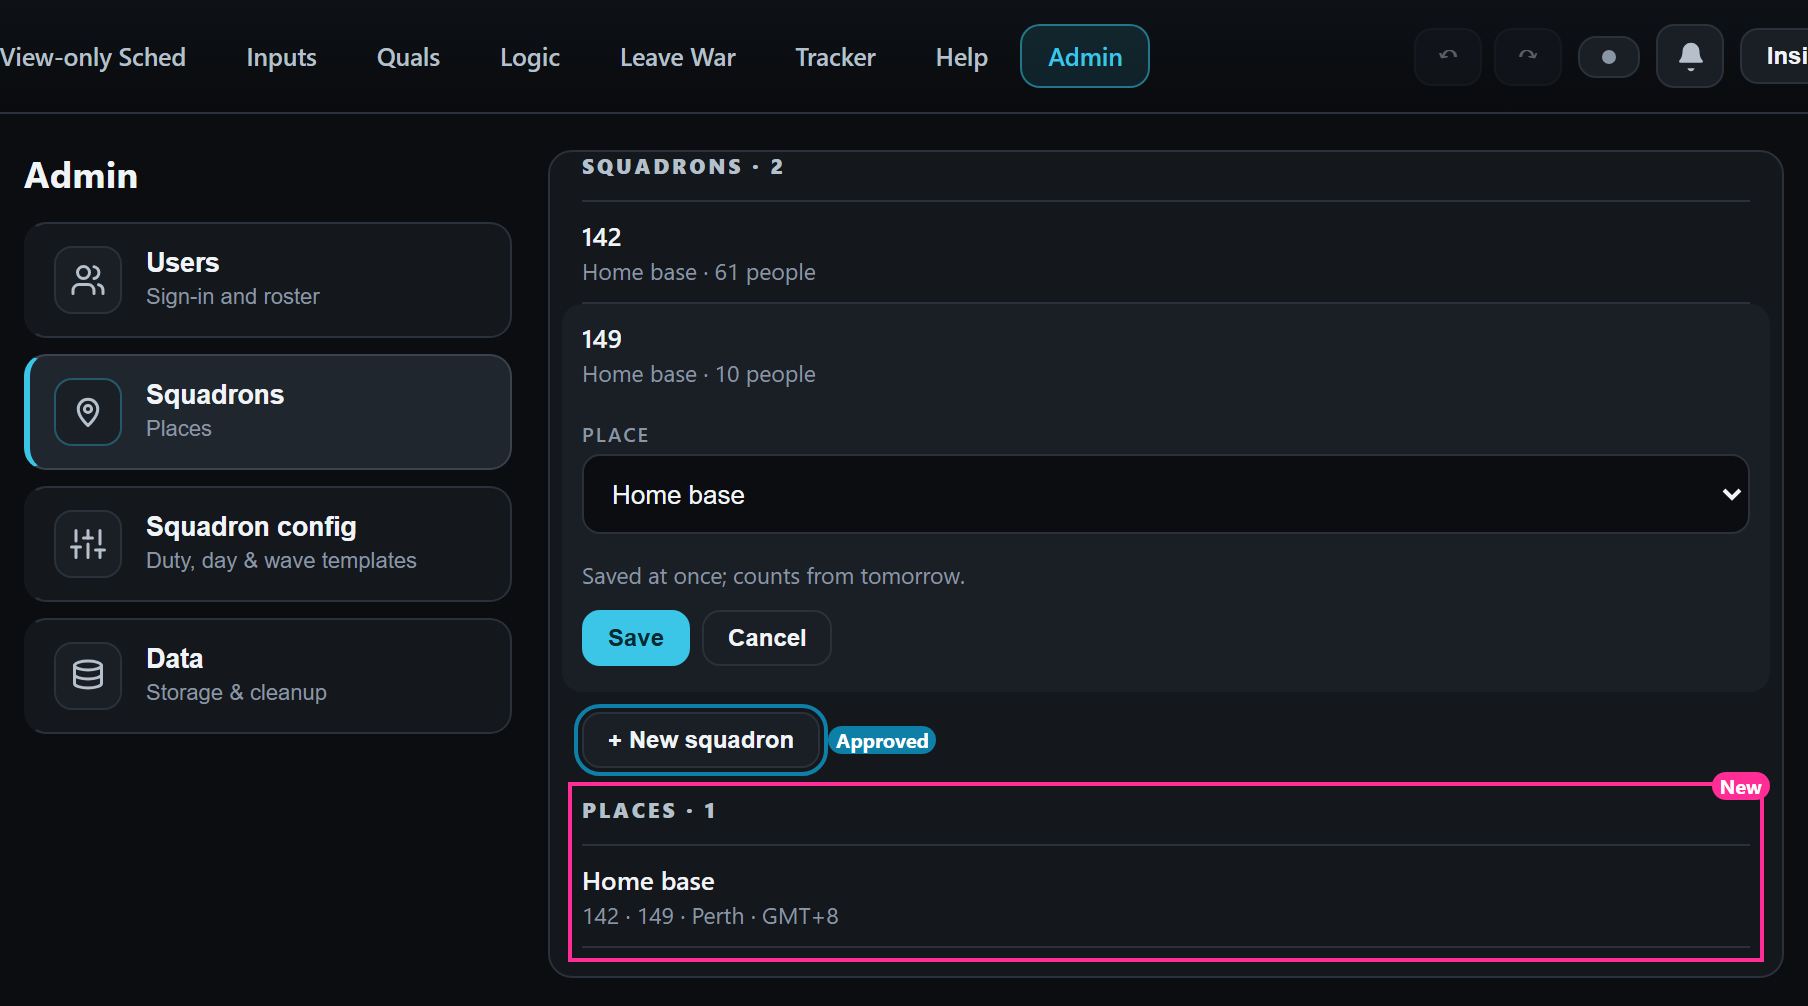 View-only Sched
Inputs
Quals
Logic
Leave War
Tracker
Help
Admin
Insi
Admin
Users
Sign-in and roster
Squadrons
Places
Squadron config
Duty, day & wave templates
Data
Storage & cleanup
SQUADRONS · 2
142
Home base · 61 people
149
Home base · 10 people
PLACE
Home base
Saved at once; counts from tomorrow.
Save
Cancel
+ New squadron
Approved
New
PLACES · 1
Home base
142 · 149 · Perth · GMT+8